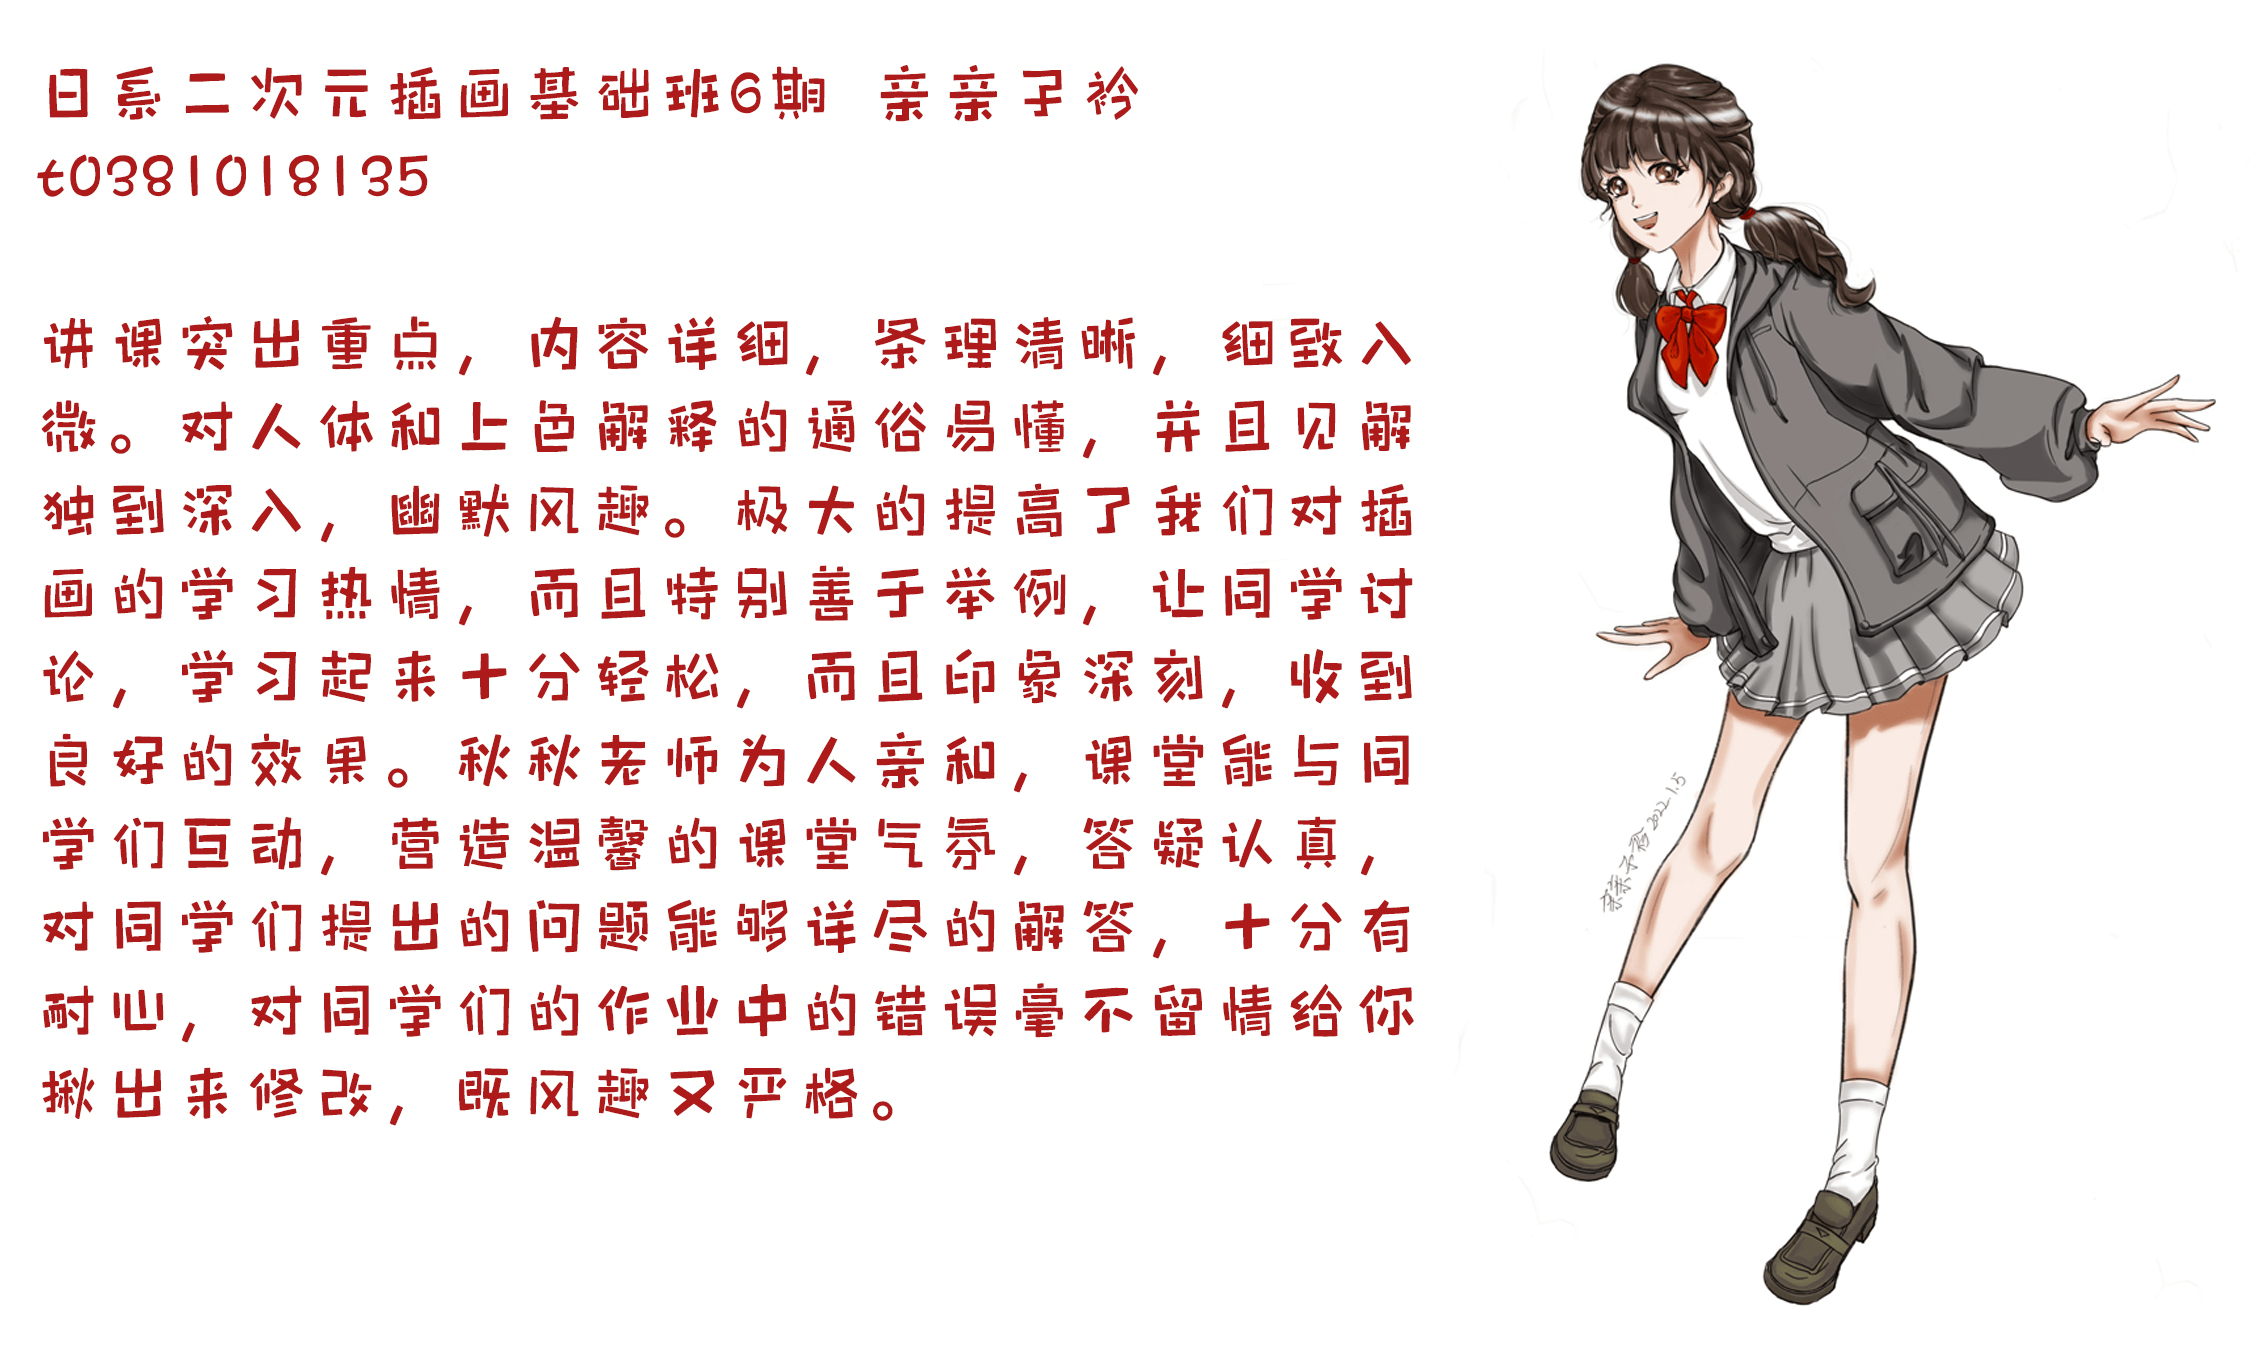 日系二次元插画基础班6期 亲亲子衿
t0381018135
讲课突出重点，内容详细，条理清晰，细致入
微。对人体和上色解释的通俗易懂，并且见解
独到深入，幽默风趣。极大的提高了我们对插
画的学习热情，而且特别善于举例，让同学讨
论，学习起来十分轻松，而且印象深刻，收到
良好的效果。秋秋老师为人亲和，课堂能与同
学们互动，营造温馨的课堂气氛，答疑认真，
对同学们提出的问题能够详尽的解答，十分有
耐心，对同学们的作业中的错误毫不留情给你
揪出来修改，既风趣又严格。
亲亲子衿 2022.1.5